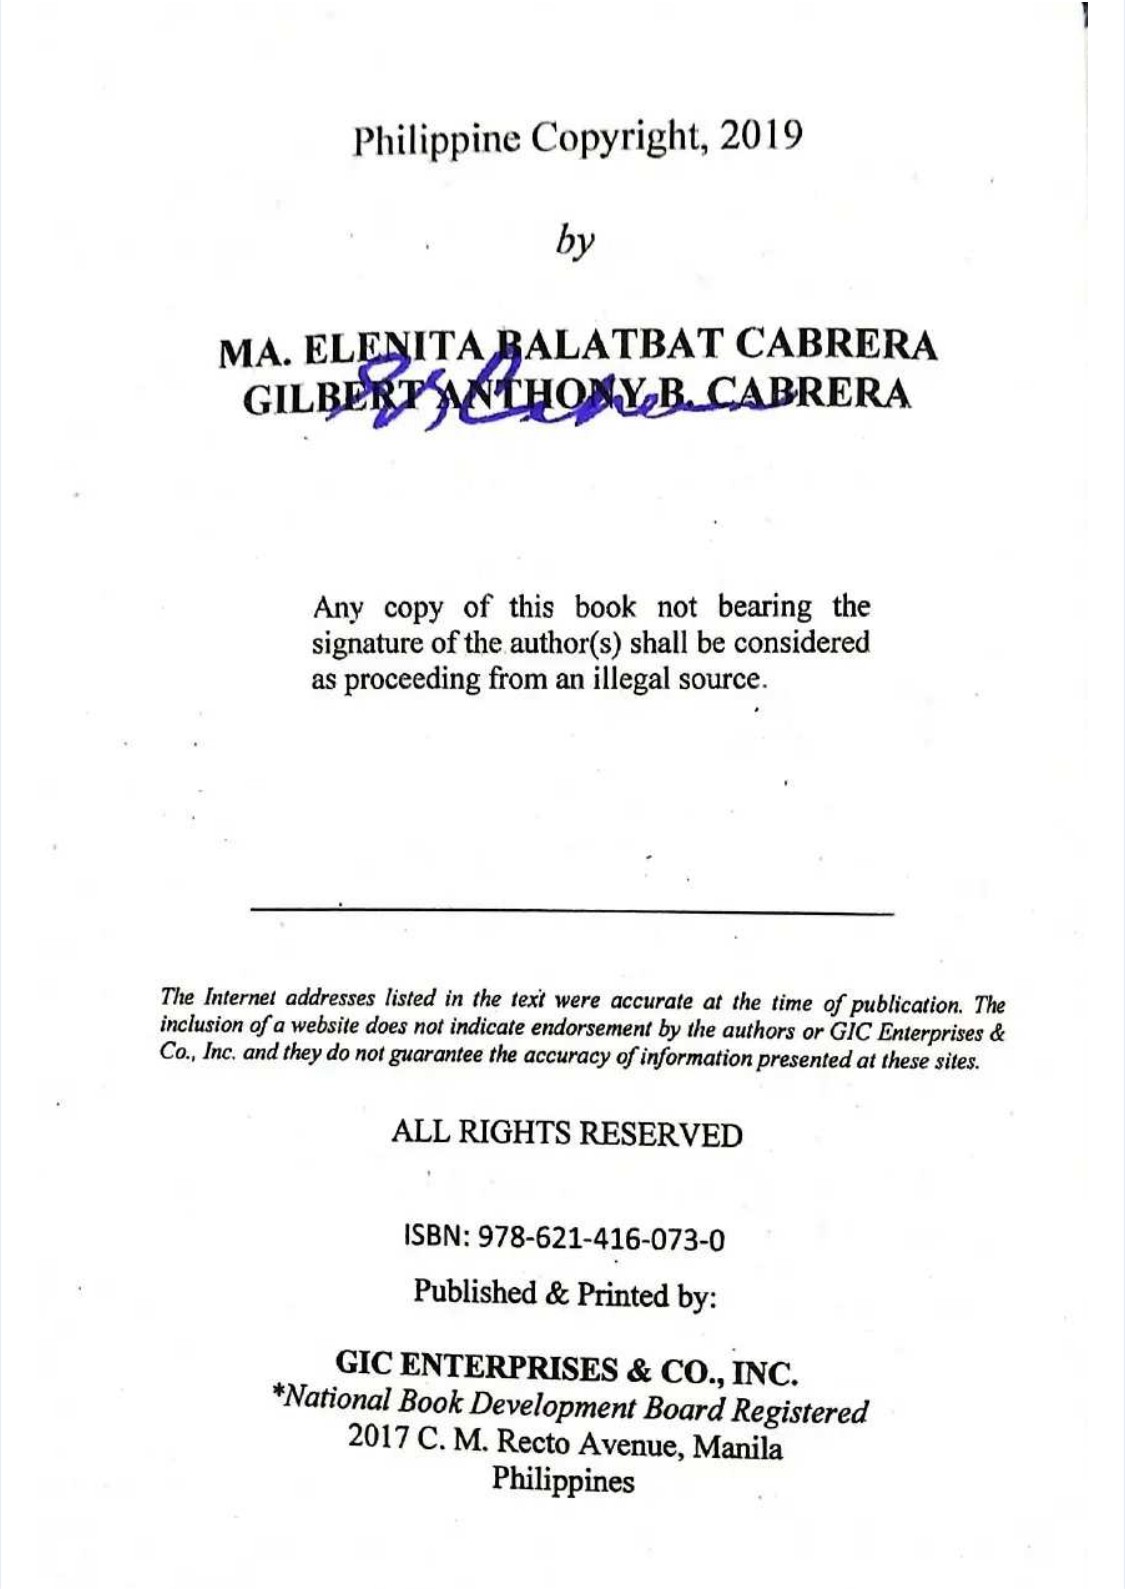 Philippine Copyright, 2019
by
MA. ELENITA BALATBAT CABRERA
GILBERT ANTHONY B. CABRERA
Any copy of this book not bearing the
signature of the author(s) shall be considered
as proceeding from an illegal source.
The Internet addresses listed in the text were accurate at the time of publication. The
inclusion of a website does not indicate endorsement by the authors or GIC Enterprises &
Co., Inc. and they do not guarantee the accuracy of information presented at these sites.
ALL RIGHTS RESERVED
ISBN: 978-621-416-073-0
Published & Printed by:
GIC ENTERPRISES & CO., INC.
*National Book Development Board Registered
2017 C. M. Recto Avenue, Manila
Philippines